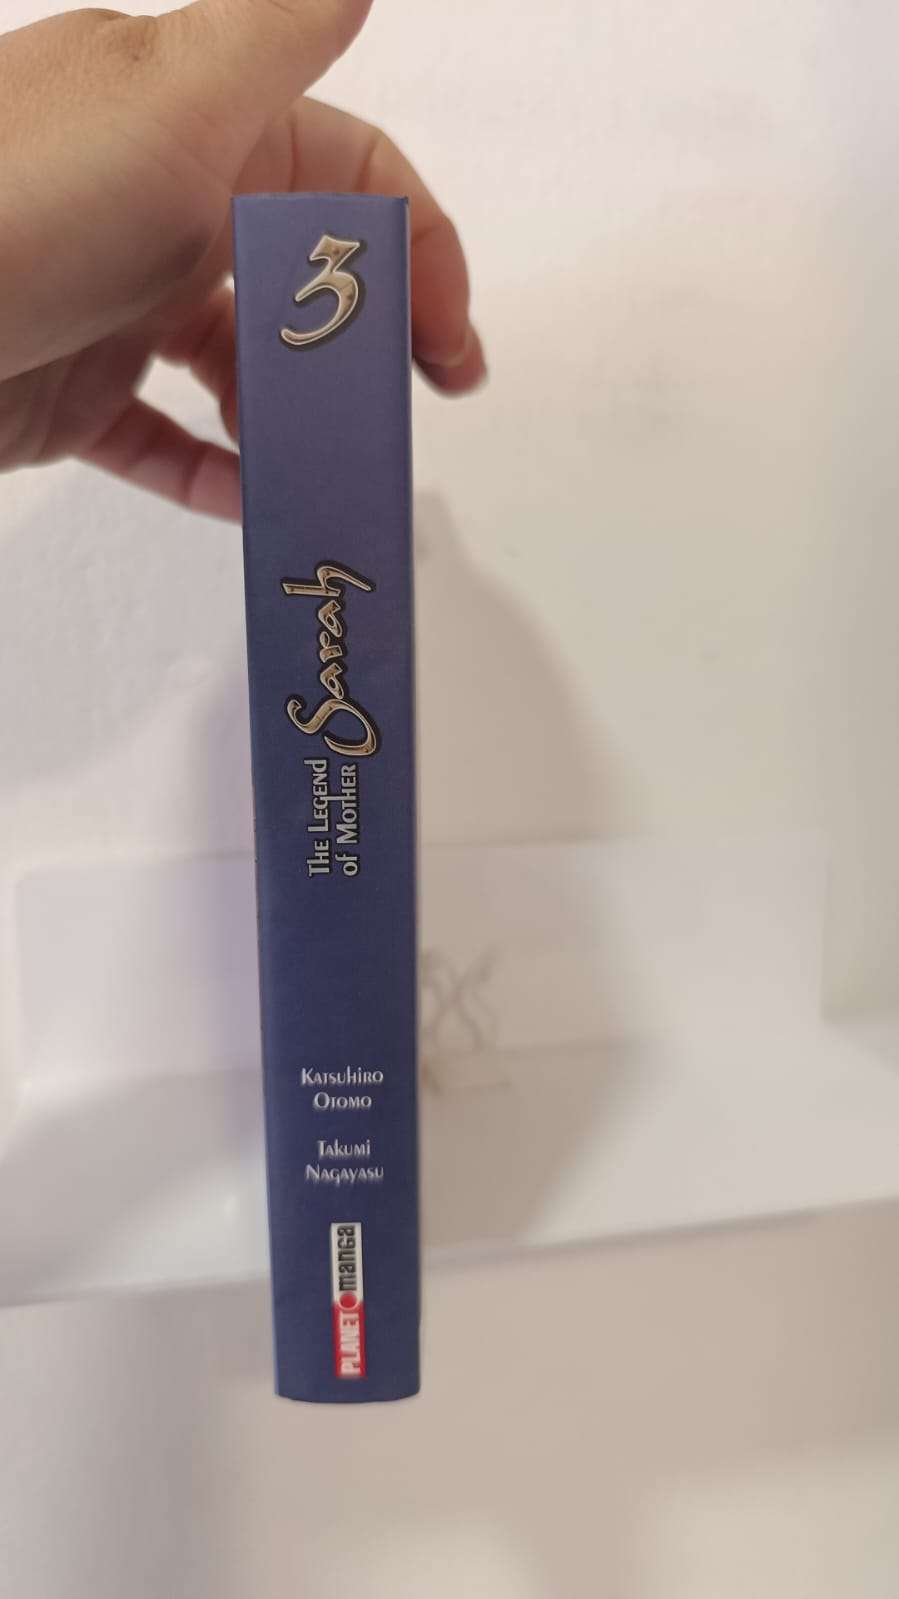 3
The Legend
of Mother
Sarah
Katsuhiro
Otomo
Takumi
Nagayasu
PLANET manga